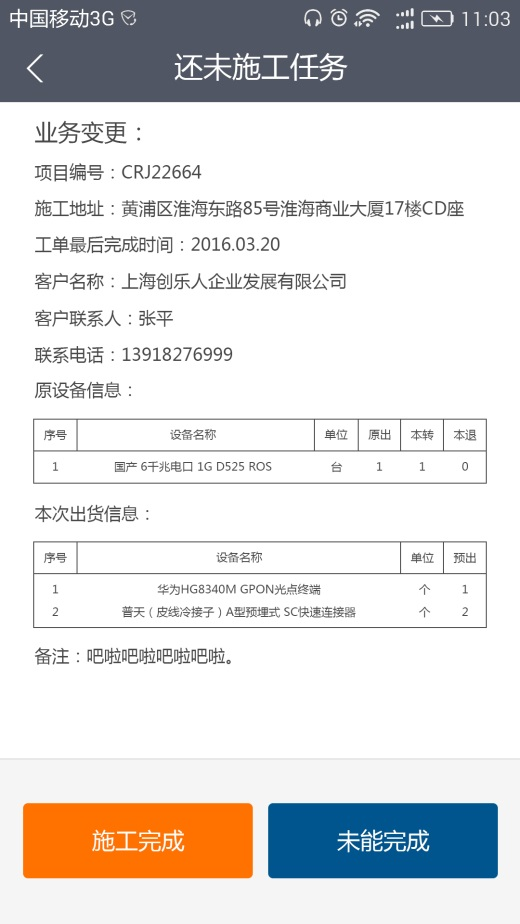 中国移动3G 11:03
还未施工任务
业务变更：
项目编号：CRJ22664
施工地址：黄浦区淮海东路85号淮海商业大厦17楼CD座
工单最后完成时间：2016.03.20
客户名称：上海创乐人企业发展有限公司
客户联系人：张平
联系电话：13918276999
原设备信息：
序号 设备名称 单位 原出 本转 本退
1 国产 6千兆电口 1G D525 ROS 台 1 1 0
本次出货信息：
序号 设备名称 单位 预出
1 华为HG8340M GPON光点终端 个 1
2 普天（皮线冷接子）A型预埋式 SC快速连接器 个 2
备注：吧啦吧啦吧啦吧啦。
施工完成 未能完成